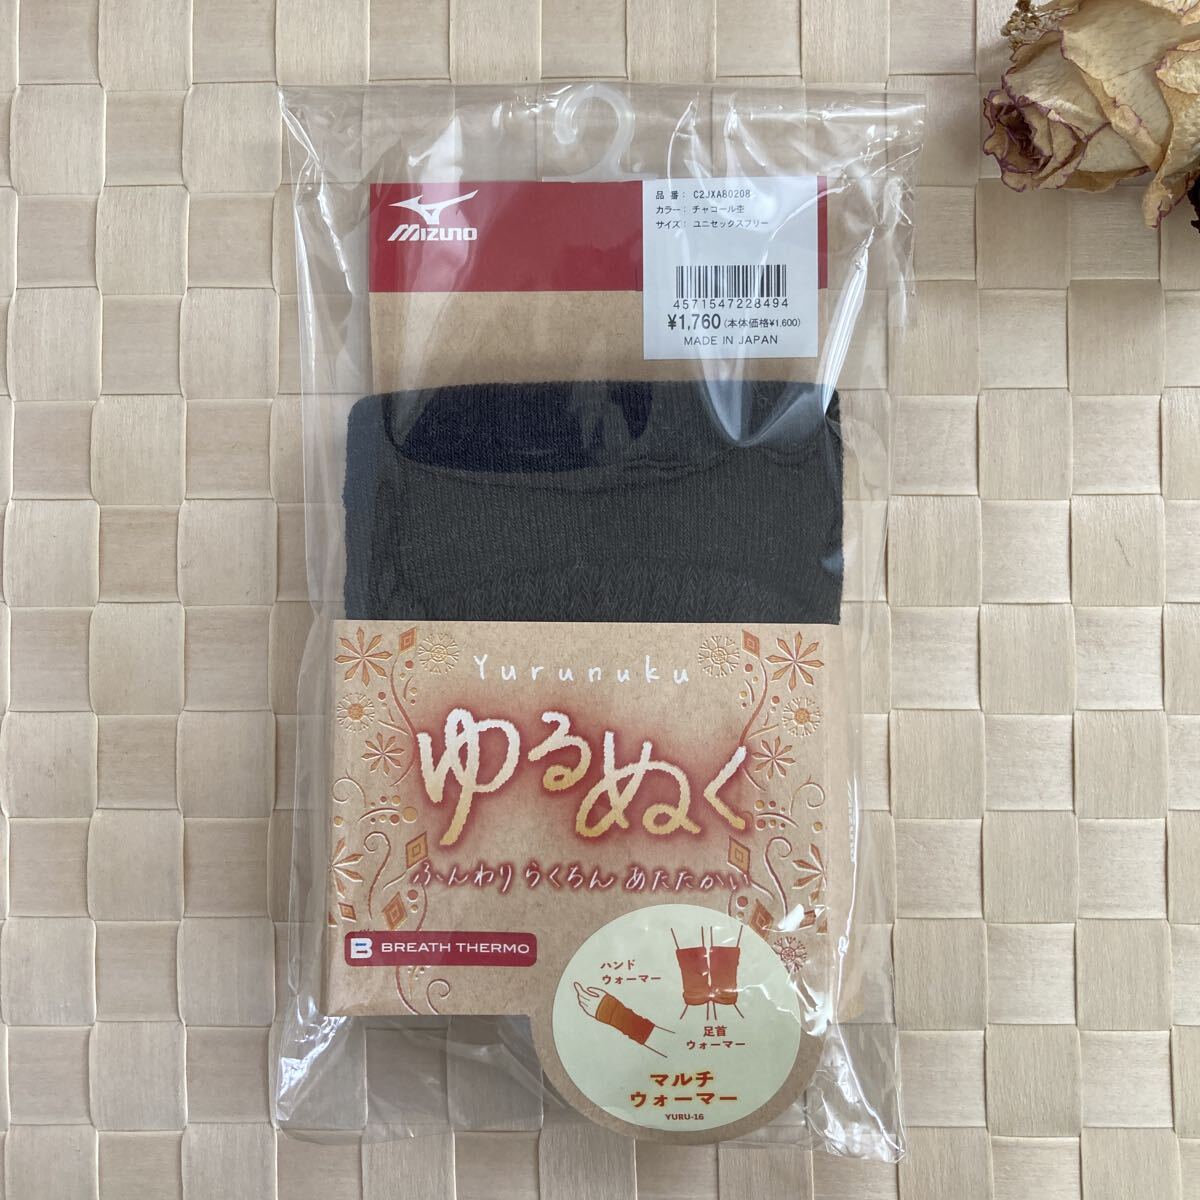 MIZUNO
品 番: C2JXA80208
カラー: チャコール杢
サイズ: ユニセックスフリー
4571547228494
¥1,760 (本体価格¥1,600)
MADE IN JAPAN
Yurunuku
ゆるぬく
ふんわり らくちん あたたかい
B BREATH THERMO
ハンド
ウォーマー
足首
ウォーマー
マルチ
ウォーマー
YURU-16